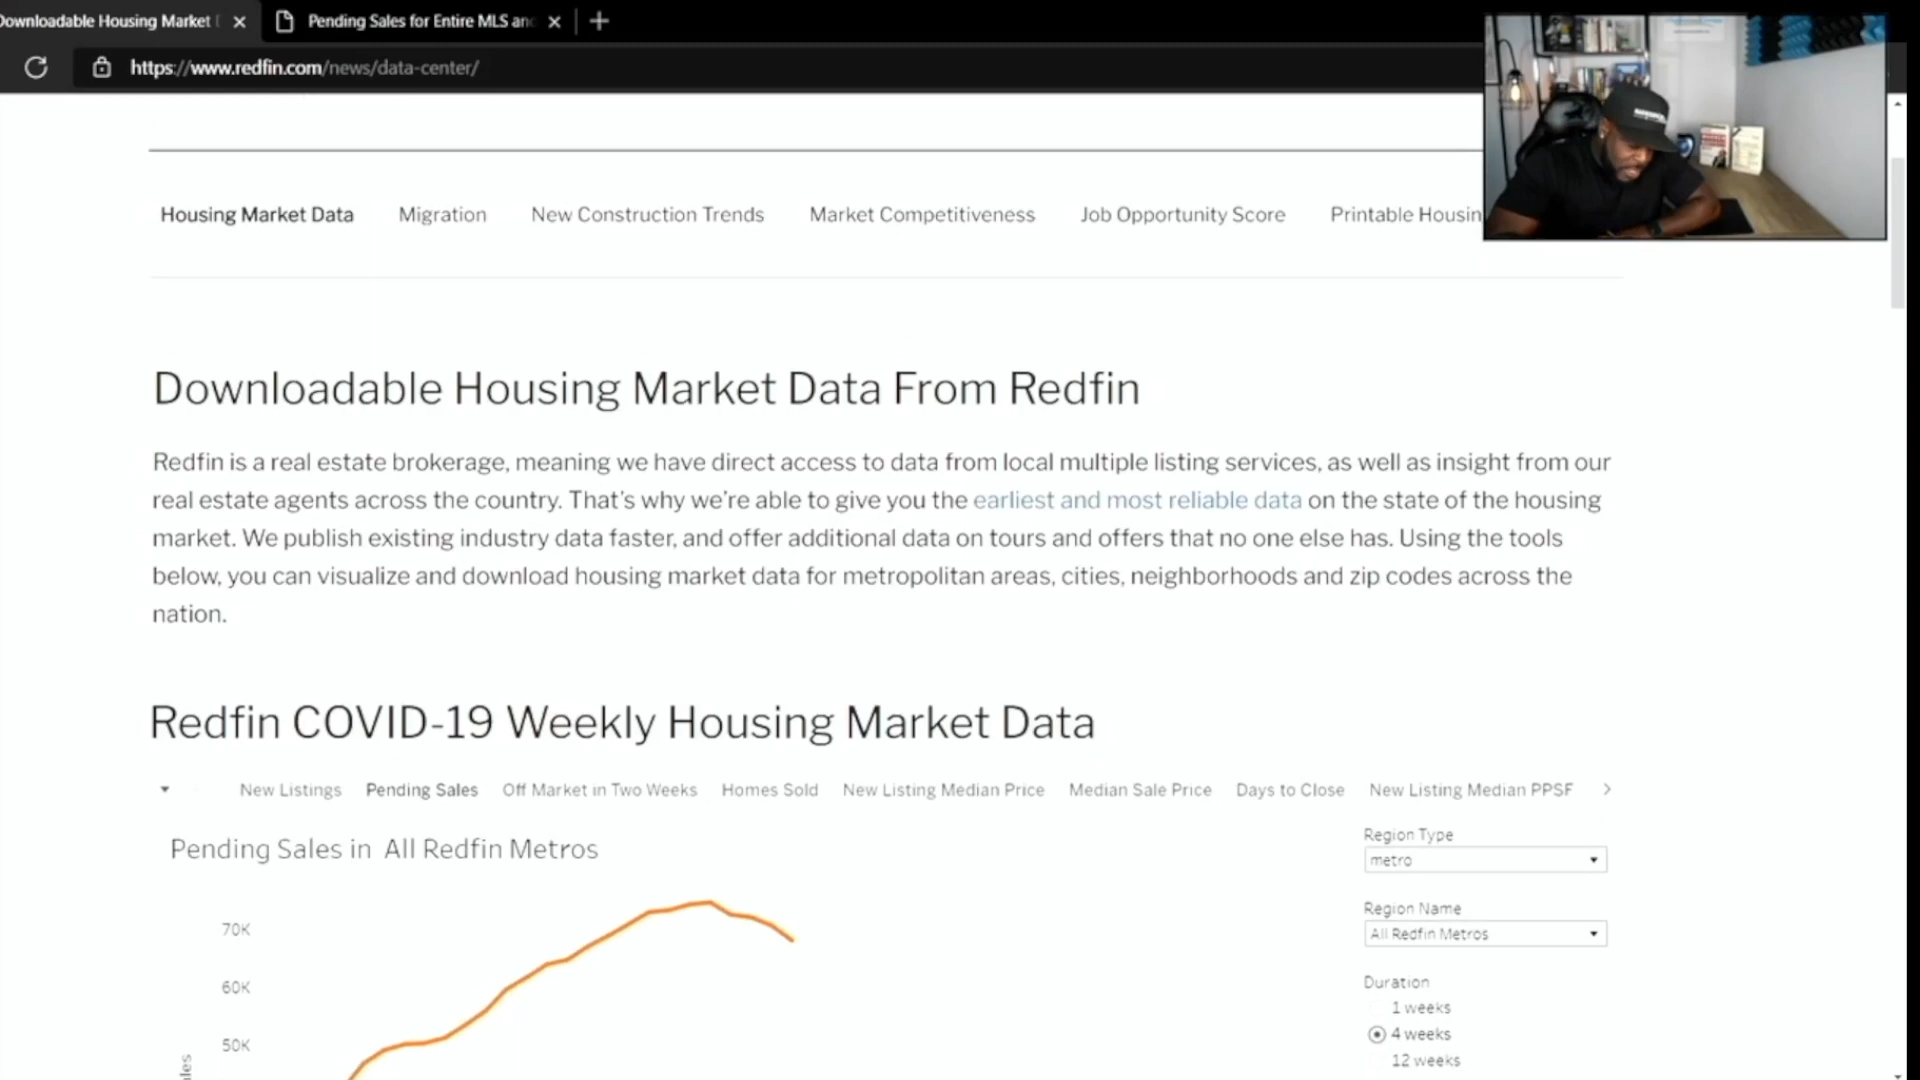 Downloadable Housing Market
Pending Sales for Entire MLS an
https://www.redfin.com/news/data-center/
Housing Market Data
Migration
New Construction Trends
Market Competitiveness
Job Opportunity Score
Printable Housin
Downloadable Housing Market Data From Redfin
Redfin is a real estate brokerage, meaning we have direct access to data from local multiple listing services, as well as insight from our
real estate agents across the country. That's why we're able to give you the earliest and most reliable data on the state of the housing
market. We publish existing industry data faster, and offer additional data on tours and offers that no one else has. Using the tools
below, you can visualize and download housing market data for metropolitan areas, cities, neighborhoods and zip codes across the
nation.
Redfin COVID-19 Weekly Housing Market Data
New Listings
Pending Sales
Off Market in Two Weeks
Homes Sold
New Listing Median Price
Median Sale Price
Days to Close
New Listing Median PPSF
Pending Sales in All Redfin Metros
70K
60K
50K
ales
Region Type
metro
Region Name
All Redfin Metros
Duration
1 weeks
4 weeks
12 weeks